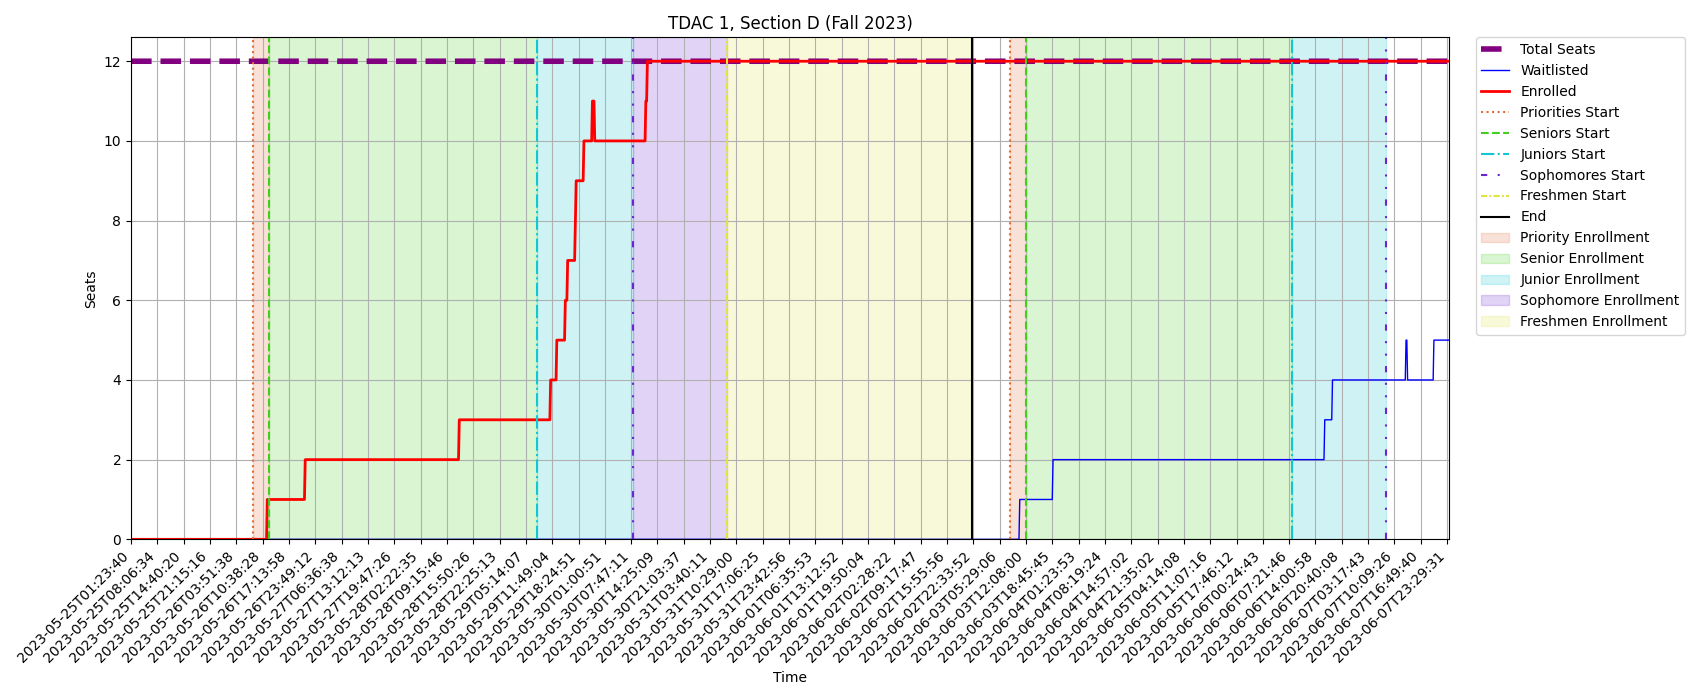 TDAC 1, Section D (Fall 2023)
Seats
12
10
8
6
4
2
0
2023-05-25T01:23:40
2023-05-25T08:06:34
2023-05-25T14:40:20
2023-05-25T21:15:16
2023-05-26T03:51:38
2023-05-26T10:38:28
2023-05-26T17:13:58
2023-05-26T23:49:12
2023-05-27T06:36:38
2023-05-27T13:12:13
2023-05-27T19:47:26
2023-05-28T02:22:35
2023-05-28T09:15:46
2023-05-28T15:50:26
2023-05-28T22:25:13
2023-05-29T05:14:07
2023-05-29T11:49:04
2023-05-29T18:24:51
2023-05-30T01:00:51
2023-05-30T07:47:11
2023-05-30T14:25:09
2023-05-30T21:03:37
2023-05-31T03:40:11
2023-05-31T10:29:00
2023-05-31T17:06:25
2023-05-31T23:42:56
2023-06-01T06:35:53
2023-06-01T13:12:52
2023-06-01T19:50:04
2023-06-02T02:28:22
2023-06-02T09:17:47
2023-06-02T15:55:56
2023-06-02T22:33:52
2023-06-03T05:29:06
2023-06-03T12:08:00
2023-06-03T18:45:45
2023-06-04T01:23:53
2023-06-04T08:19:24
2023-06-04T14:57:02
2023-06-04T21:35:02
2023-06-05T04:14:08
2023-06-05T11:07:16
2023-06-05T17:46:12
2023-06-06T00:24:43
2023-06-06T07:21:46
2023-06-06T14:00:58
2023-06-06T20:40:08
2023-06-07T03:17:43
2023-06-07T10:09:26
2023-06-07T16:49:40
2023-06-07T23:29:31
Time
Total Seats
Waitlisted
Enrolled
Priorities Start
Seniors Start
Juniors Start
Sophomores Start
Freshmen Start
End
Priority Enrollment
Senior Enrollment
Junior Enrollment
Sophomore Enrollment
Freshmen Enrollment